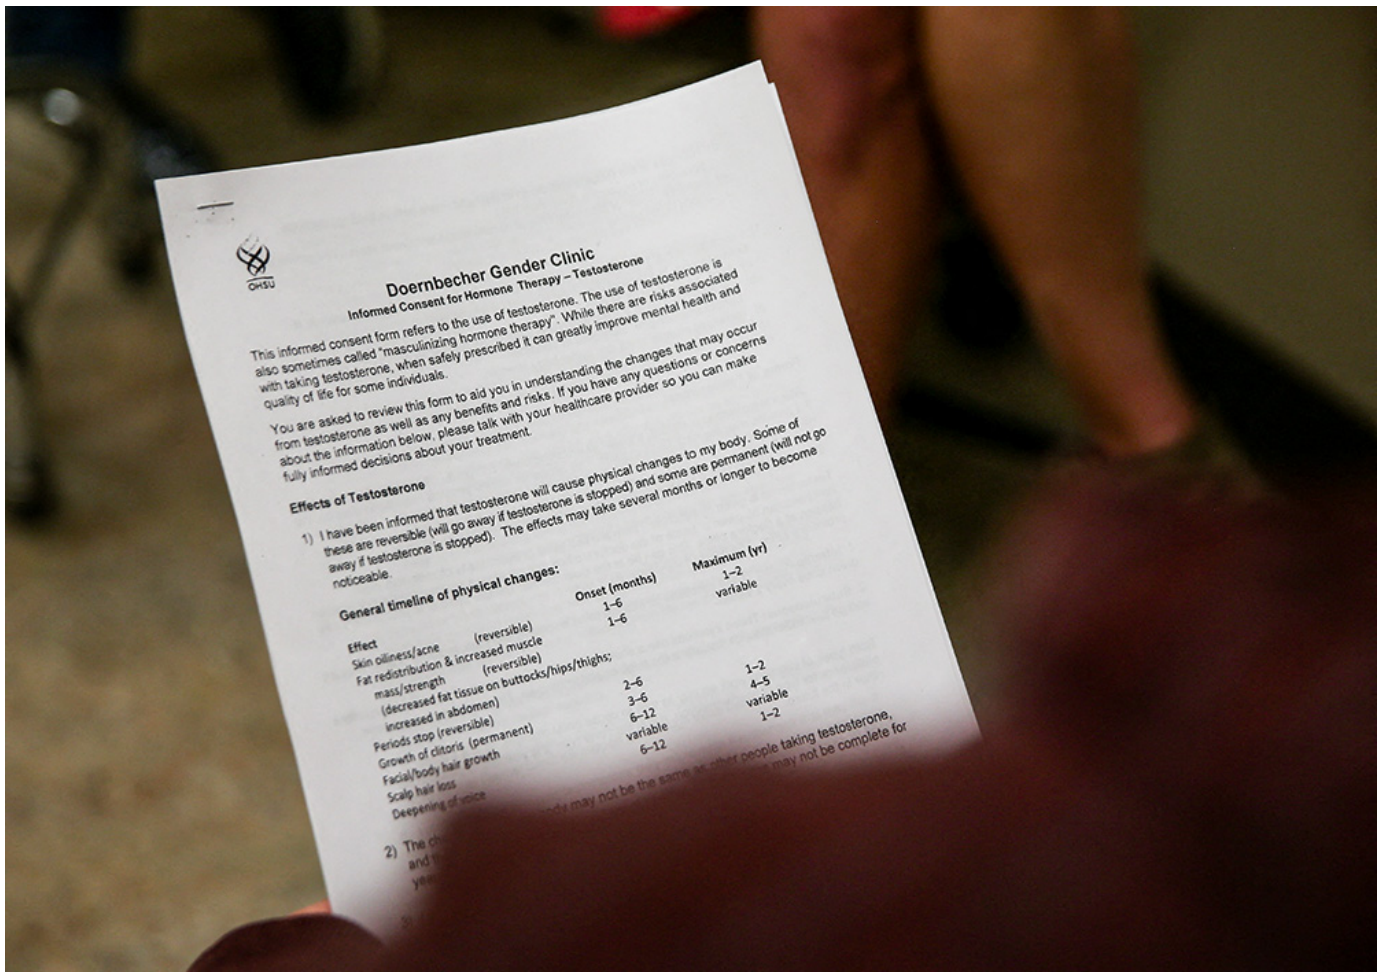 OHSU
Doernbecher Gender Clinic
Informed Consent for Hormone Therapy – Testosterone
This informed consent form refers to the use of testosterone. The use of testosterone is
also sometimes called "masculinizing hormone therapy". While there are risks associated
with taking testosterone, when safely prescribed it can greatly improve mental health and
quality of life for some individuals.
You are asked to review this form to aid you in understanding the changes that may occur
from testosterone as well as any benefits and risks. If you have any questions or concerns
about the information below, please talk with your healthcare provider so you can make
fully informed decisions about your treatment.
Effects of Testosterone
1) I have been informed that testosterone will cause physical changes to my body. Some of
these are reversible (will go away if testosterone is stopped) and some are permanent (will not go
away if testosterone is stopped). The effects may take several months or longer to become
noticeable.
General timeline of physical changes:
Effect Onset (months) Maximum (yr)
Skin oiliness/acne (reversible) 1–6 1–2
Fat redistribution & increased muscle 1–6 variable
mass/strength (reversible)
(decreased fat tissue on buttocks/hips/thighs;
increased in abdomen)
Periods stop (reversible) 2–6
Growth of clitoris (permanent) 3–6 1–2
Facial/body hair growth 6–12 4–5
Scalp hair loss variable variable
Deepening of voice 6–12 1–2
body may not be the same as other people taking testosterone,
2) The may not be complete for
and